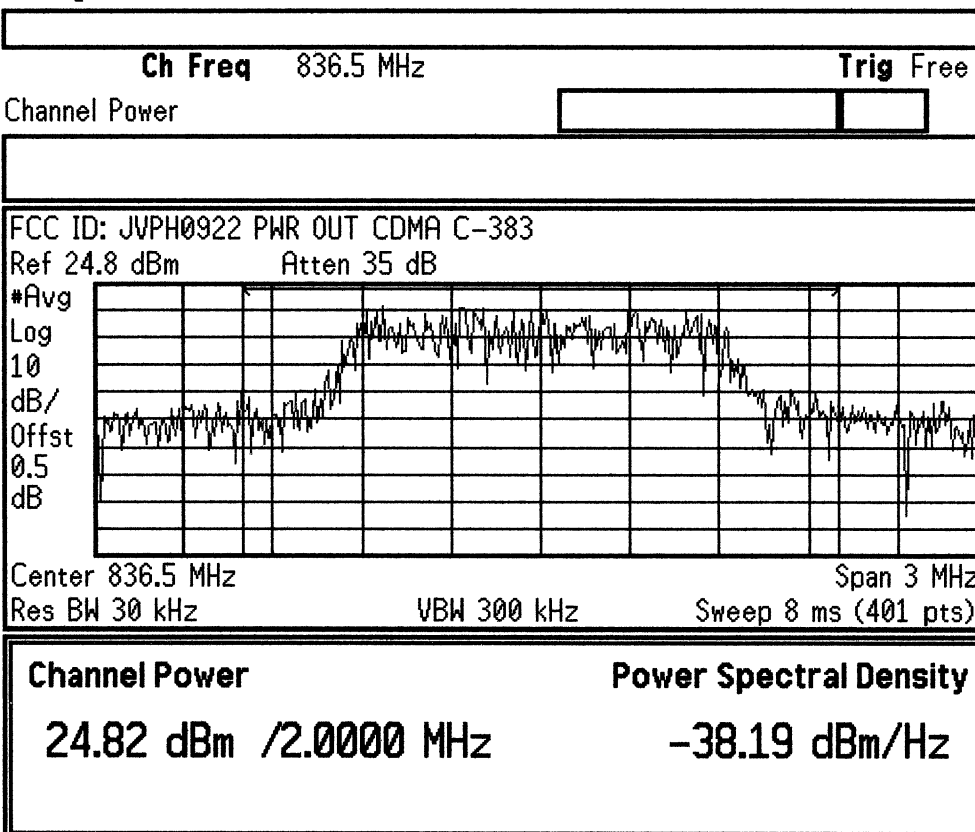 Ch Freq 836.5 MHz Trig Free
Channel Power
FCC ID: JVPH0922 PWR OUT CDMA C-383
Ref 24.8 dBm Atten 35 dB
#Avg
Log
10
dB/
Offst
0.5
dB
Center 836.5 MHz Span 3 MHz
Res BW 30 kHz VBW 300 kHz Sweep 8 ms (401 pts)
Channel Power Power Spectral Density
24.82 dBm /2.0000 MHz -38.19 dBm/Hz